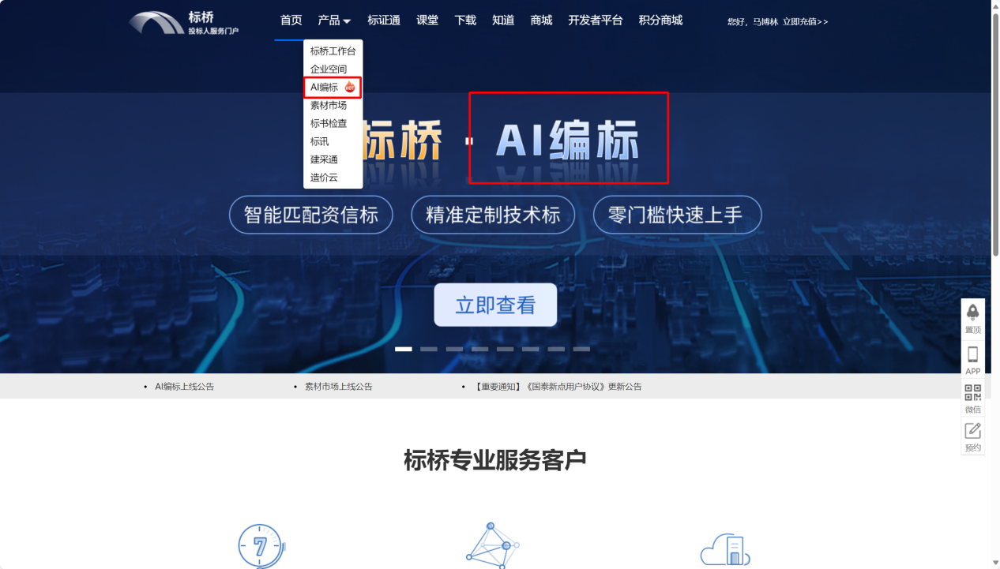 标桥
投标人服务门户
首页 产品 标证通 课堂 下载 知道 商城 开发者平台 积分商城
您好，马博林 立即充值>>
标桥工作台
企业空间
AI编标 HOT
素材市场
标书检查
标讯
建采通
造价云
标桥 · AI编标
智能匹配资信标 精准定制技术标 零门槛快速上手
立即查看
置顶
APP
微信
预约
• AI编标上线公告 • 素材市场上线公告 • 【重要通知】《国泰新点用户协议》更新公告
标桥专业服务客户
7